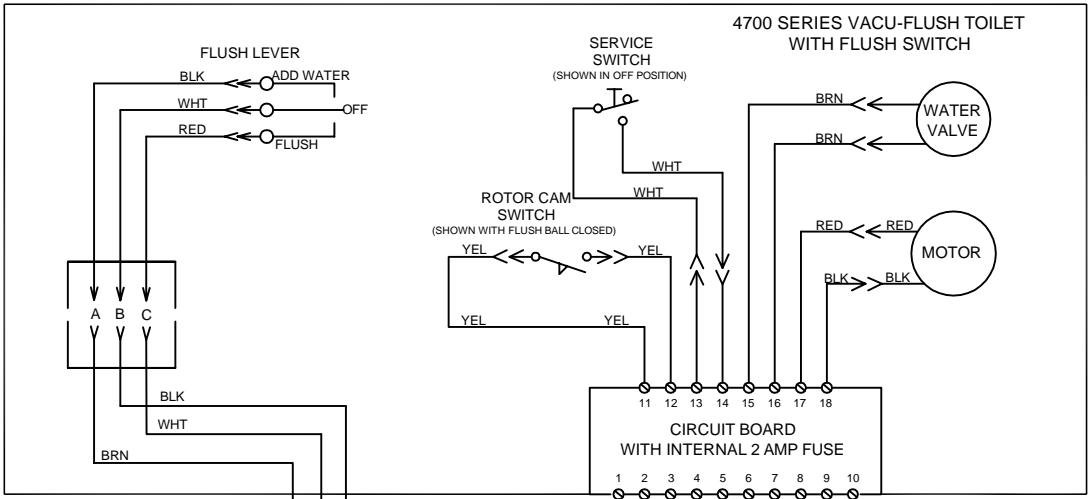 4700 SERIES VACU-FLUSH TOILET
WITH FLUSH SWITCH
FLUSH LEVER
BLK
ADD WATER
WHT
OFF
RED
FLUSH
SERVICE
SWITCH
(SHOWN IN OFF POSITION)
WHT
WHT
BRN
BRN
WATER
VALVE
ROTOR CAM
SWITCH
(SHOWN WITH FLUSH BALL CLOSED)
YEL
YEL
YEL
YEL
RED
RED
MOTOR
BLK
BLK
A B C
BLK
WHT
BRN
11 12 13 14 15 16 17 18
CIRCUIT BOARD
WITH INTERNAL 2 AMP FUSE
1 2 3 4 5 6 7 8 9 10